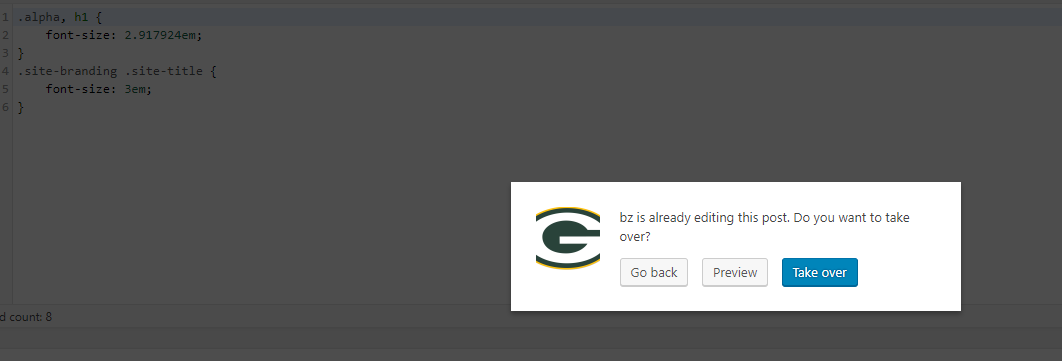 1 .alpha, h1 {
2 font-size: 2.917924em;
3 }
4 .site-branding .site-title {
5 font-size: 3em;
6 }
bz is already editing this post. Do you want to take
over?
Go back Preview Take over
d count: 8